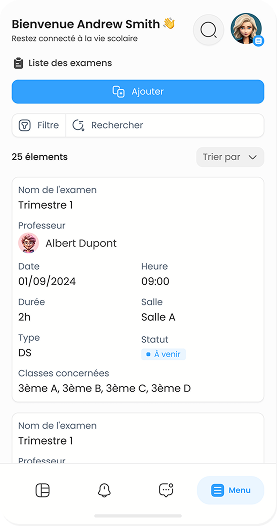 Bienvenue Andrew Smith 👋
Restez connecté à la vie scolaire
Liste des examens
Ajouter
Filtre Rechercher
25 élements Trier par
Nom de l'examen
Trimestre 1
Professeur
Albert Dupont
Date Heure
01/09/2024 09:00
Durée Salle
2h Salle A
Type Statut
DS À venir
Classes concernées
3ème A, 3ème B, 3ème C, 3ème D
Nom de l'examen
Trimestre 1
Professeur
Menu